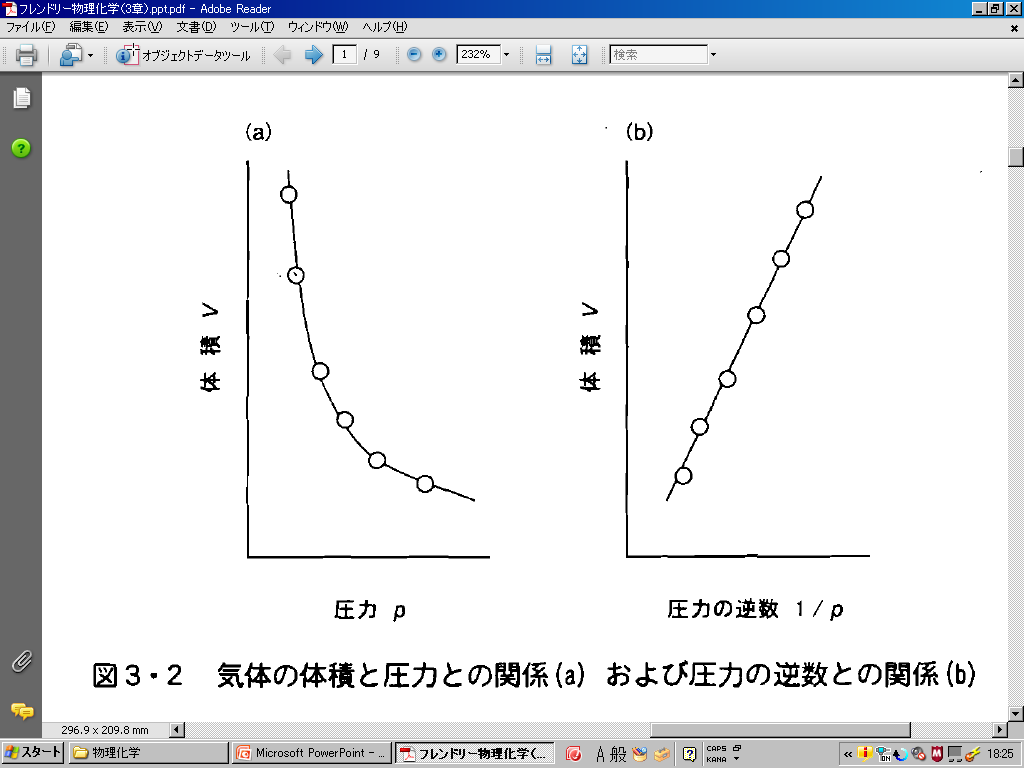 フレンドリー物理化学(3章).ppt.pdf - Adobe Reader
ファイル(F) 編集(E) 表示(V) 文書(D) ツール(T) ウィンドウ(W) ヘルプ(H)
オブジェクトデータツール 1 / 9 232% 検索
(a) (b)
体積 V 体積 V
圧力 p 圧力の逆数 1/p
図3・2 気体の体積と圧力との関係(a) および圧力の逆数との関係(b)
296.9 x 209.8 mm
スタート 物理化学 Microsoft PowerPoint - ... フレンドリー物理化学(... A 般 CAPS KANA « ON 18:25